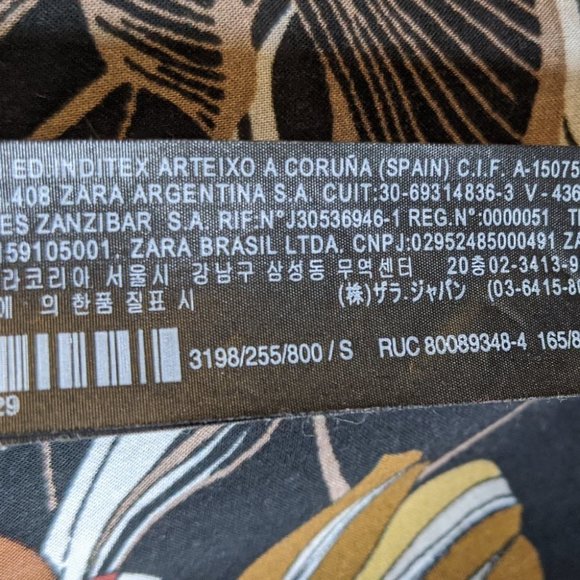 ED.INDITEX ARTEIXO A CORUÑA (SPAIN) C.I.F. A-15075
408 ZARA ARGENTINA S.A. CUIT:30-69314836-3 V - 436
ES ZANZIBAR, S.A. RIF:N°J30536946-1 REG.N°:0000051
159105001. ZARA BRASIL LTDA. CNPJ:02952485000491 ZA
라코리아 서울시 강남구 삼성동 무역센터 20층02-3413-9
에 의한품 질표 시 (株)ザラ.ジャパン (03-6415-80
3198/255/800 / S RUC 80089348-4 165/8
29